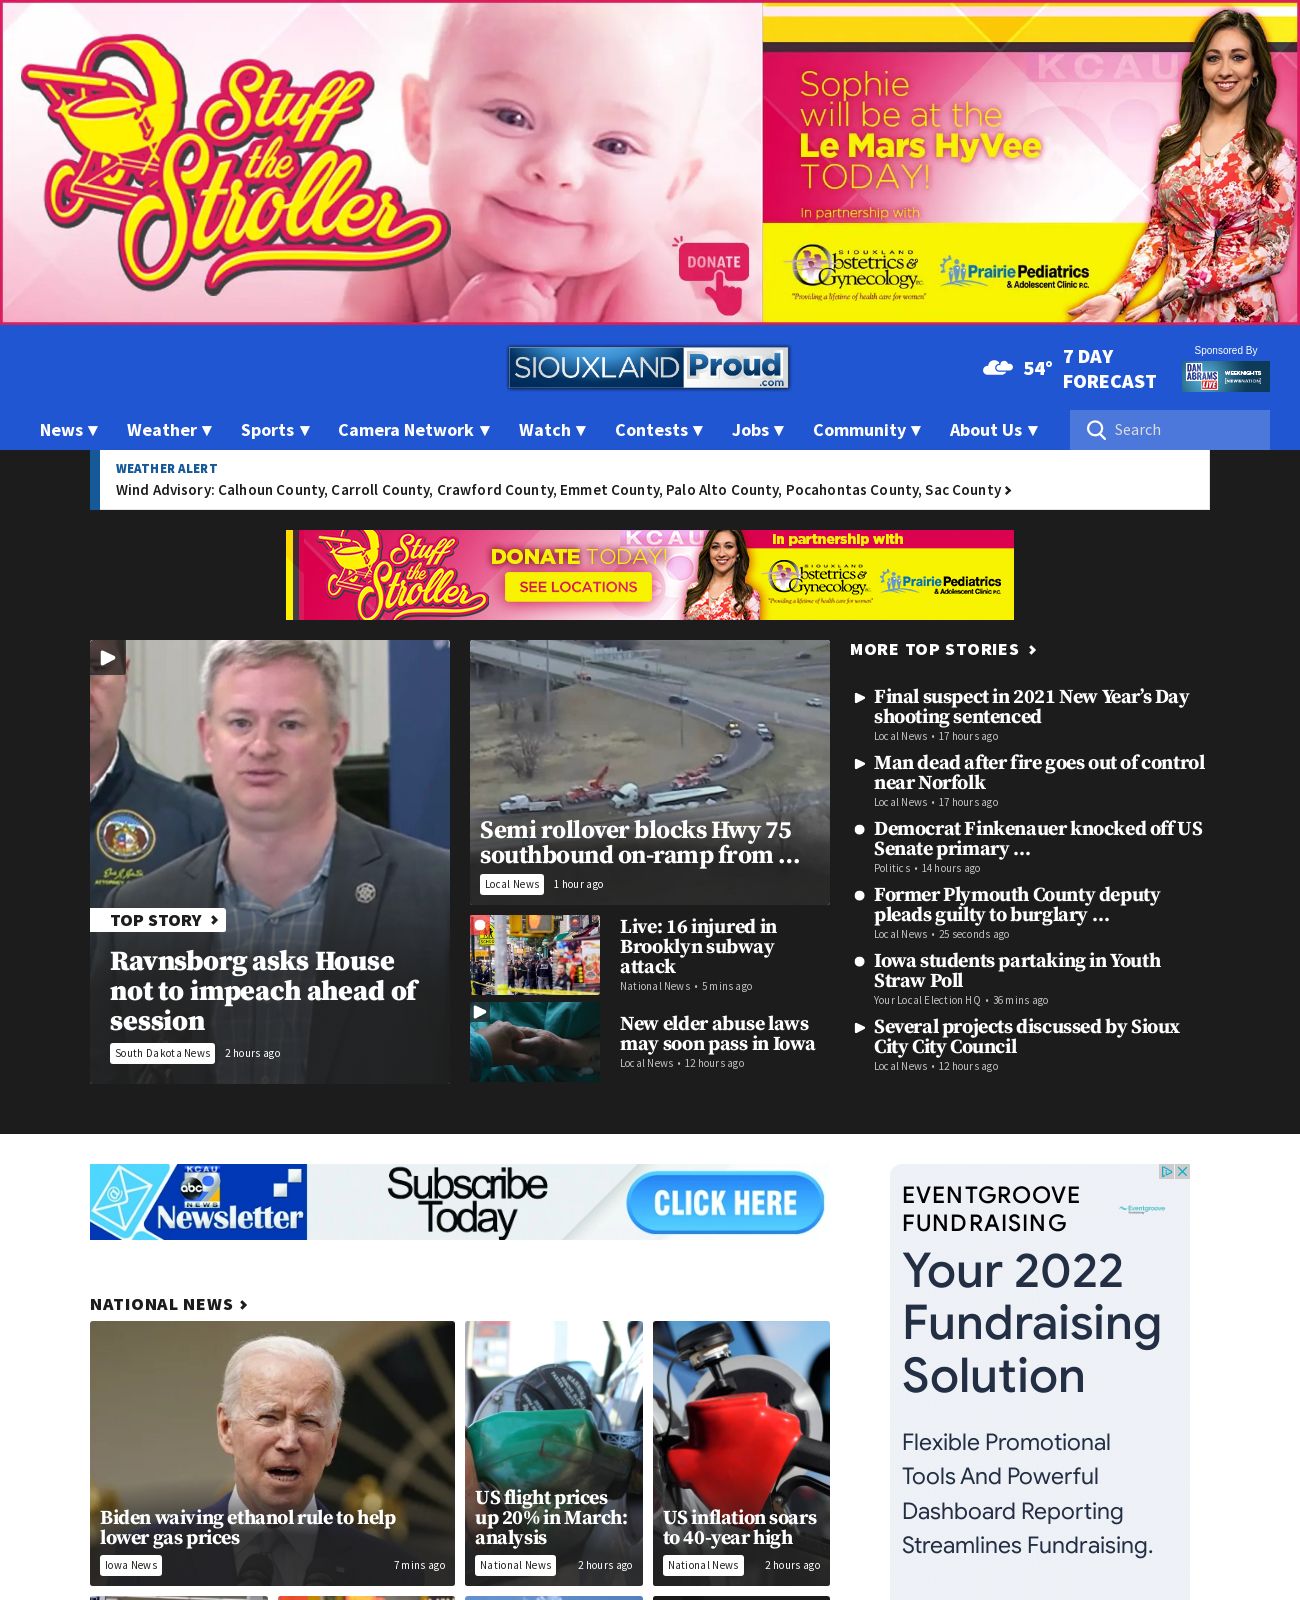 Stuff
the
Stroller
DONATE
KCAU
Sophie
will be at the
Le Mars HyVee
TODAY!
In partnership with
SIOUXLAND
Obstetrics &
Gynecology P.C.
"Providing a lifetime of health care for women"
Prairie Pediatrics
& Adolescent Clinic P.C.
SIOUXLAND Proud
.com
54°
7 DAY
FORECAST
Sponsored By
DAN
ABRAMS
LIVE
WEEKNIGHTS
News ▾
Weather ▾
Sports ▾
Camera Network ▾
Watch ▾
Contests ▾
Jobs ▾
Community ▾
About Us ▾
Search
WEATHER ALERT
Wind Advisory: Calhoun County, Carroll County, Crawford County, Emmet County, Palo Alto County, Pocahontas County, Sac County
Stuff
the
Stroller
KCAU
DONATE TODAY!
SEE LOCATIONS
In partnership with
SIOUXLAND
Obstetrics &
Gynecology P.C.
"Providing a lifetime of health care for women"
Prairie Pediatrics
& Adolescent Clinic P.C.
TOP STORY
Ravnsborg asks House
not to impeach ahead of
session
South Dakota News
2 hours ago
Semi rollover blocks Hwy 75
southbound on-ramp from …
Local News
1 hour ago
Live: 16 injured in
Brooklyn subway
attack
National News • 5 mins ago
New elder abuse laws
may soon pass in Iowa
Local News • 12 hours ago
MORE TOP STORIES
Final suspect in 2021 New Year’s Day
shooting sentenced
Local News • 17 hours ago
Man dead after fire goes out of control
near Norfolk
Local News • 17 hours ago
Democrat Finkenauer knocked off US
Senate primary …
Politics • 14 hours ago
Former Plymouth County deputy
pleads guilty to burglary …
Local News • 25 seconds ago
Iowa students partaking in Youth
Straw Poll
Your Local Election HQ • 36 mins ago
Several projects discussed by Sioux
City City Council
Local News • 12 hours ago
KCAU
abc 9
NEWS
Newsletter
Subscribe
Today
CLICK HERE
EVENTGROOVE
FUNDRAISING
Eventgroove
Your 2022
Fundraising
Solution
Flexible Promotional
Tools And Powerful
Dashboard Reporting
Streamlines Fundraising.
NATIONAL NEWS
Biden waiving ethanol rule to help
lower gas prices
Iowa News
7 mins ago
US flight prices
up 20% in March:
analysis
National News
2 hours ago
US inflation soars
to 40-year high
National News
2 hours ago